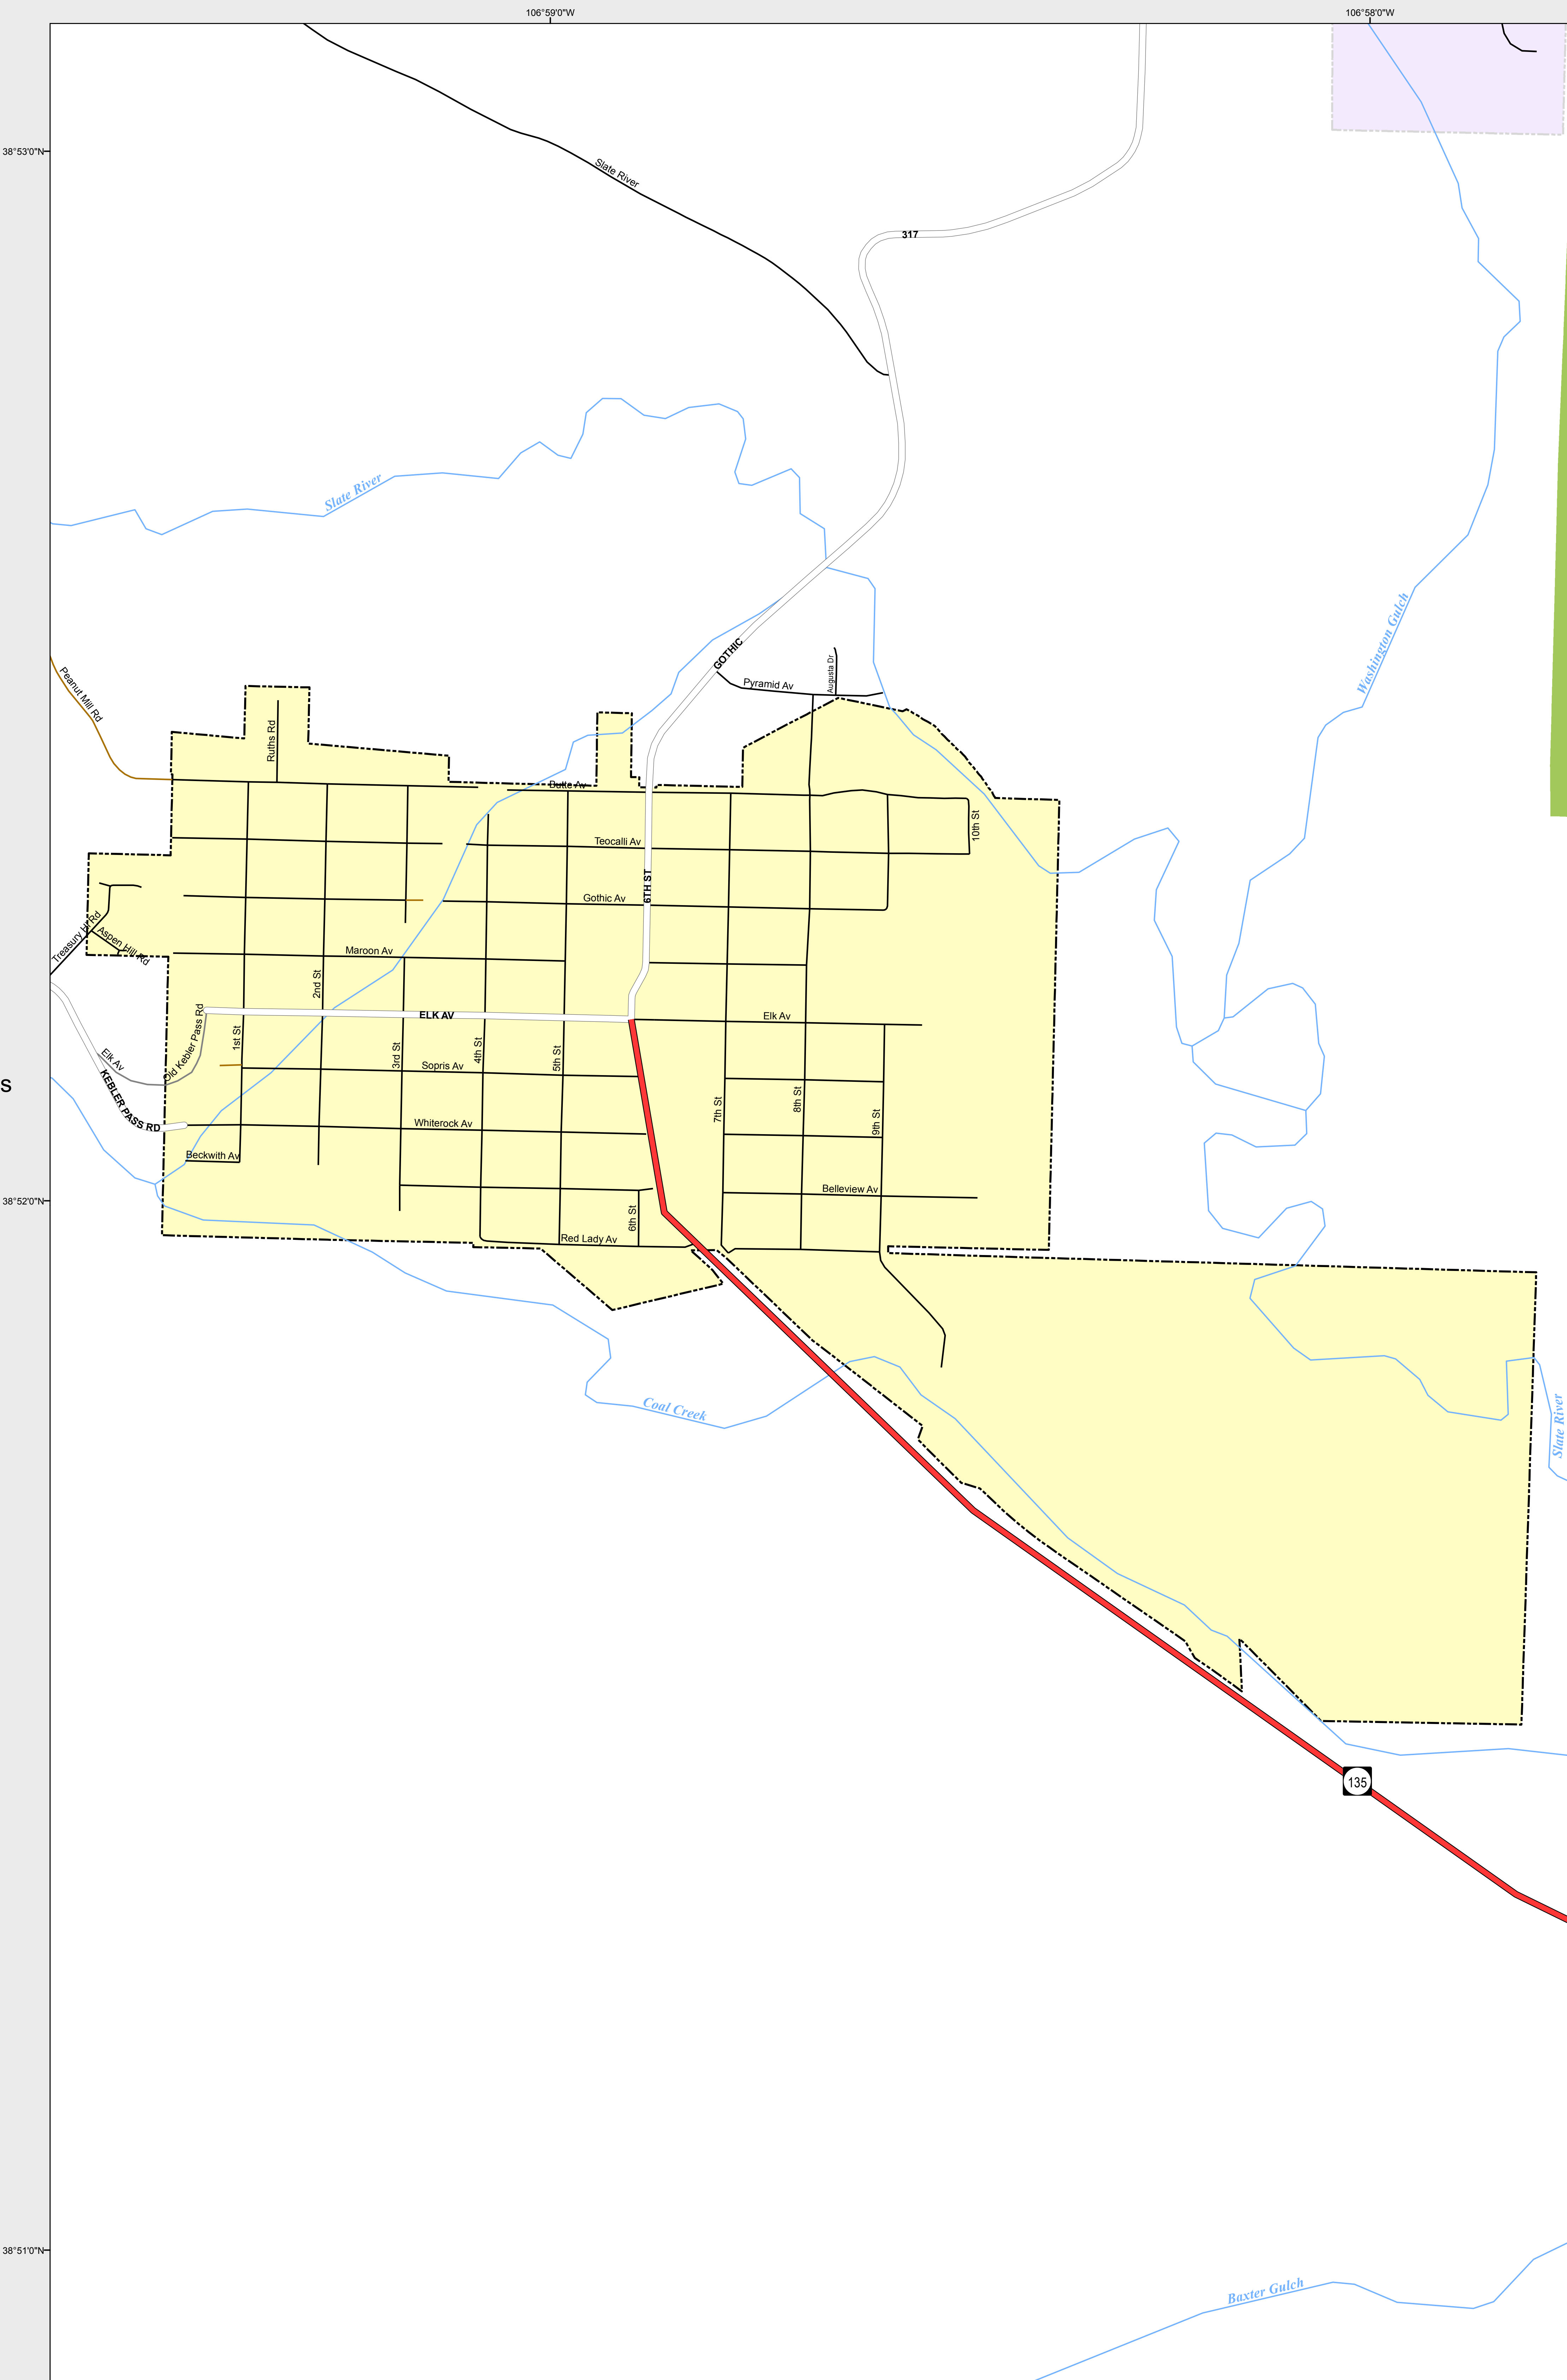 106°59'0"W
106°58'0"W
38°53'0"N
Slate River
317
Slate River
Washington Gulch
GOTHIC
Augusta Dr
Pyramid Av
Peanut Mill Rd
Ruths Rd
Butte Av
10th St
Teocalli Av
6TH ST
Gothic Av
Treasury Hl Rd
Aspen Hill Rd
Maroon Av
2nd St
Old Kebler Pass Rd
ELK AV
Elk Av
1st St
3rd St
4th St
5th St
Elk Av
Sopris Av
S
KEBLER PASS RD
7th St
8th St
9th St
Whiterock Av
Beckwith Av
Belleview Av
38°52'0"N
6th St
Red Lady Av
Coal Creek
Slate River
135
38°51'0"N
Baxter Gulch